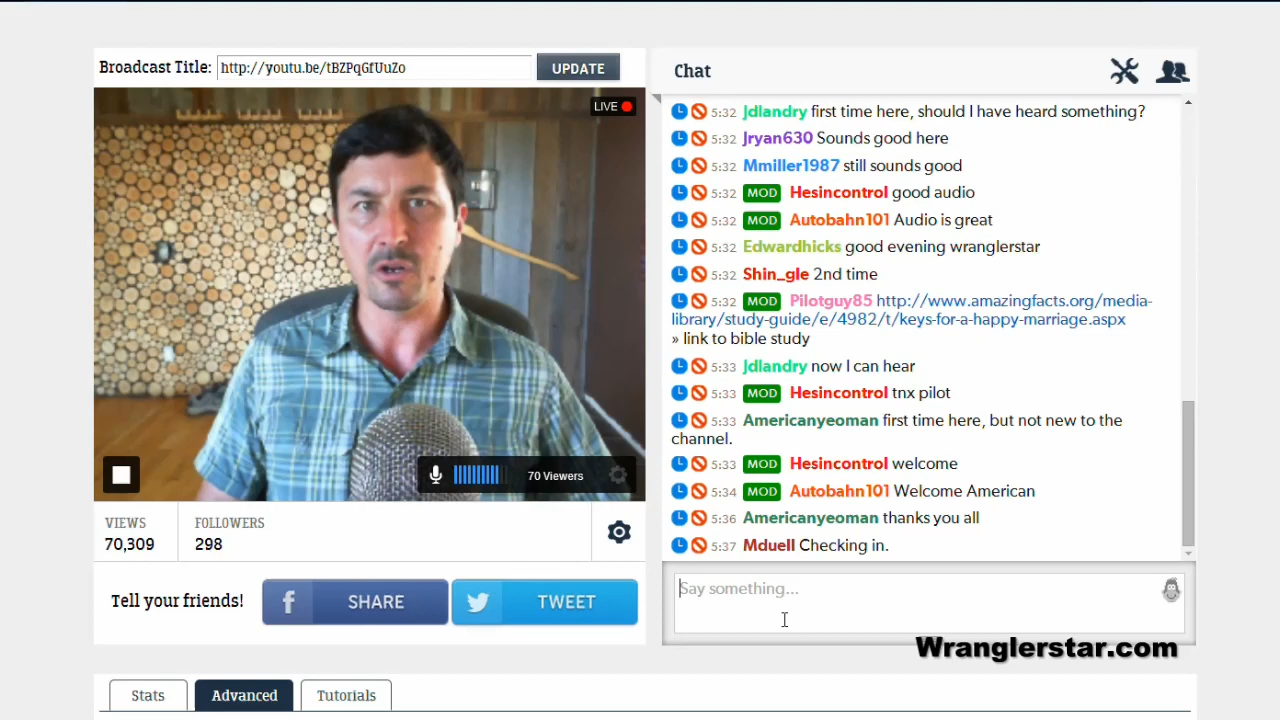 Broadcast Title: http://youtu.be/tBZPqGfUuZo UPDATE
LIVE
70 Viewers
VIEWS
70,309
FOLLOWERS
298
Tell your friends! f SHARE TWEET
Chat
5:32 Jdlandry first time here, should I have heard something?
5:32 Jryan630 Sounds good here
5:32 Mmiller1987 still sounds good
5:32 MOD Hesincontrol good audio
5:32 MOD Autobahn101 Audio is great
5:32 Edwardhicks good evening wranglerstar
5:32 Shin_gle 2nd time
5:32 MOD Pilotguy85 http://www.amazingfacts.org/media-
library/study-guide/e/4982/t/keys-for-a-happy-marriage.aspx
» link to bible study
5:33 Jdlandry now I can hear
5:33 MOD Hesincontrol tnx pilot
5:33 Americanyeoman first time here, but not new to the
channel.
5:33 MOD Hesincontrol welcome
5:34 MOD Autobahn101 Welcome American
5:36 Americanyeoman thanks you all
5:37 Mduell Checking in.
Say something...
Wranglerstar.com
Stats Advanced Tutorials